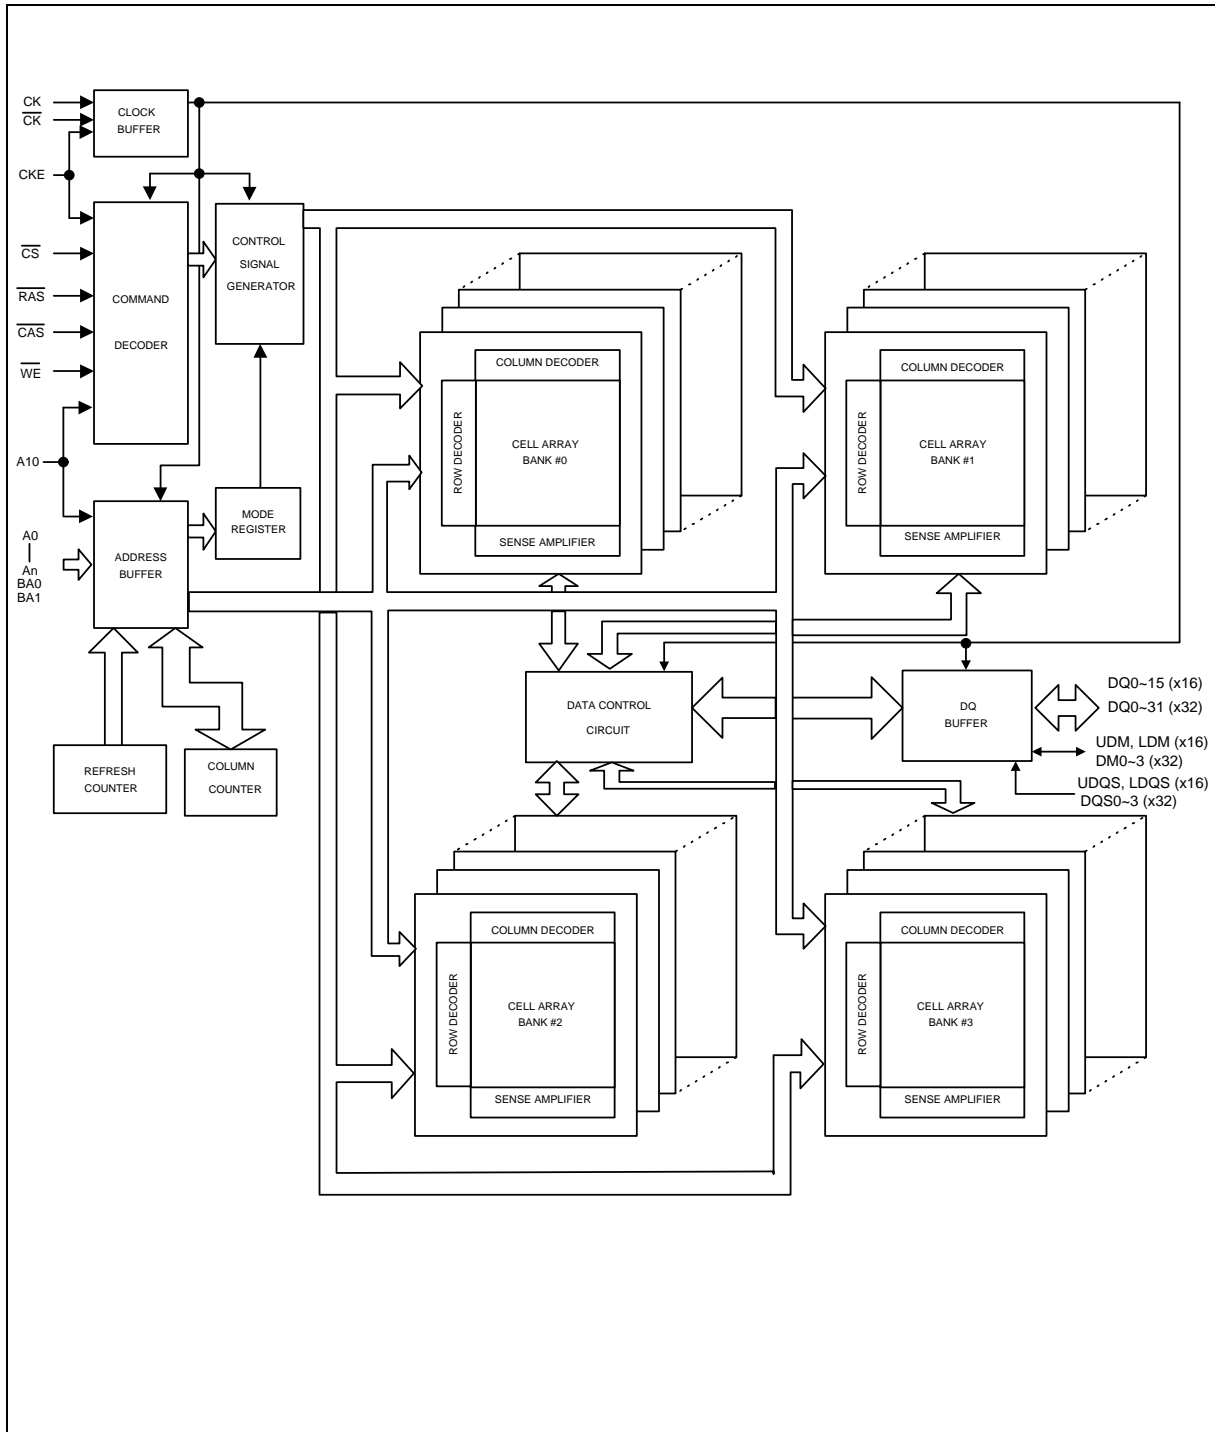 CK
CK
CKE
CS
RAS
CAS
WE
A10
A0
An
BA0
BA1
CLOCK
BUFFER
COMMAND
DECODER
CONTROL
SIGNAL
GENERATOR
MODE
REGISTER
ADDRESS
BUFFER
REFRESH
COUNTER
COLUMN
COUNTER
COLUMN DECODER
ROW DECODER
CELL ARRAY
BANK #0
SENSE AMPLIFIER
COLUMN DECODER
ROW DECODER
CELL ARRAY
BANK #1
SENSE AMPLIFIER
DATA CONTROL
CIRCUIT
DQ
BUFFER
DQ0~15 (x16)
DQ0~31 (x32)
UDM, LDM (x16)
DM0~3 (x32)
UDQS, LDQS (x16)
DQS0~3 (x32)
COLUMN DECODER
ROW DECODER
CELL ARRAY
BANK #2
SENSE AMPLIFIER
COLUMN DECODER
ROW DECODER
CELL ARRAY
BANK #3
SENSE AMPLIFIER